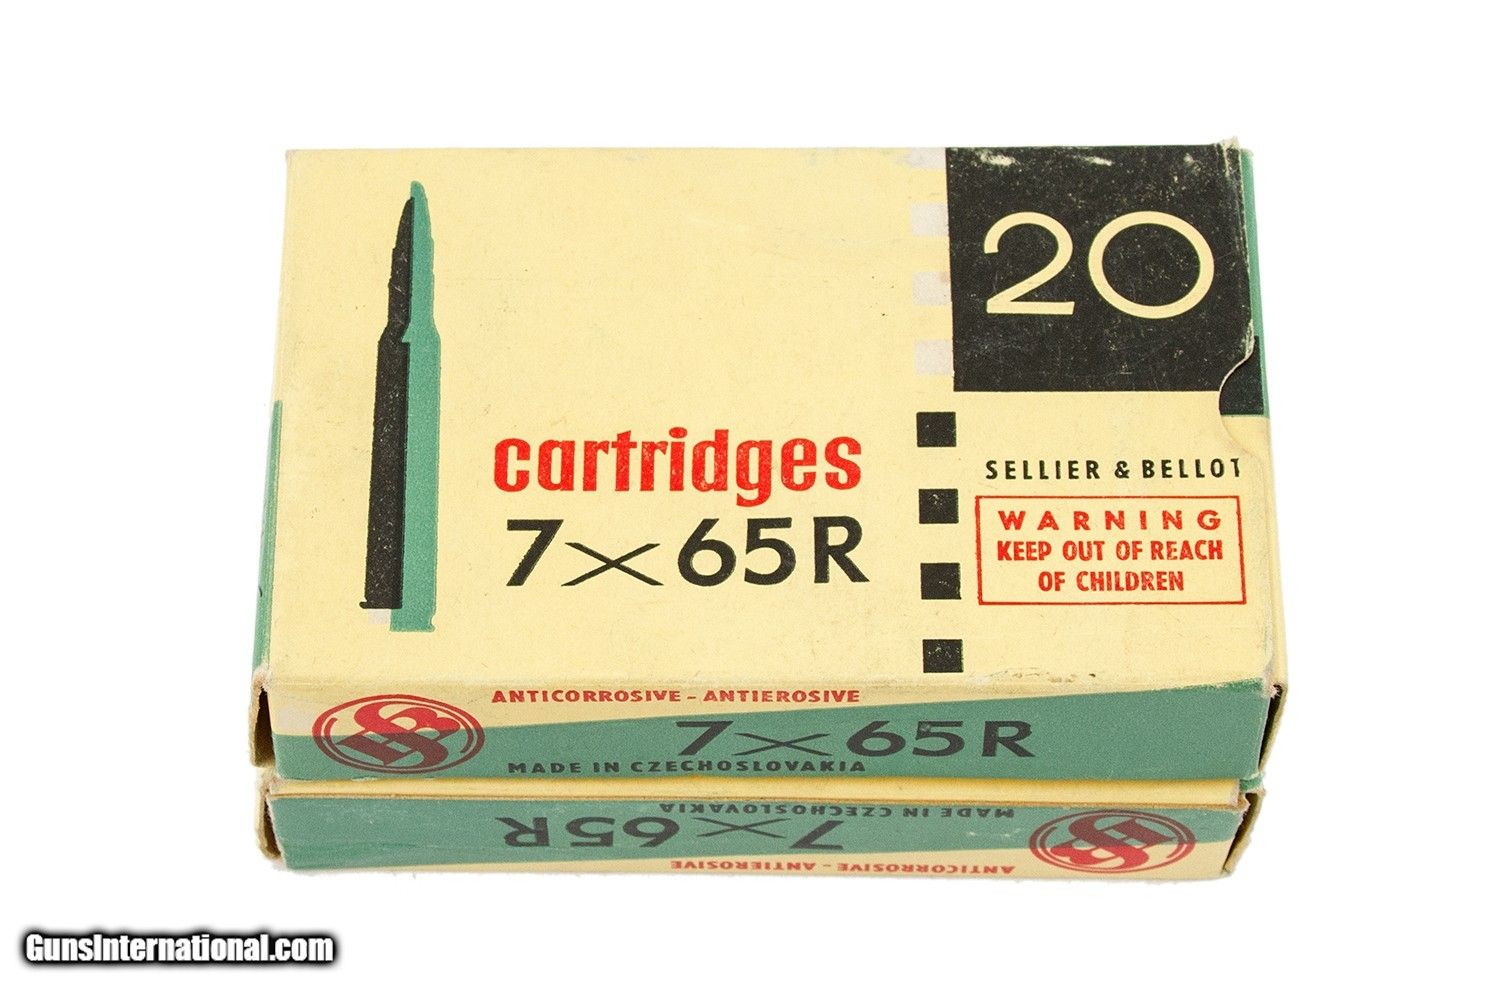 20
cartridges
7×65R
SELLIER & BELLOT
WARNING
KEEP OUT OF REACH
OF CHILDREN
ANTICORROSIVE - ANTIEROSIVE
7×65R
MADE IN CZECHOSLOVAKIA
MADE IN CZECHOSLOVAKIA
7×65R
ANTICORROSIVE - ANTIEROSIVE
GunsInternational.com